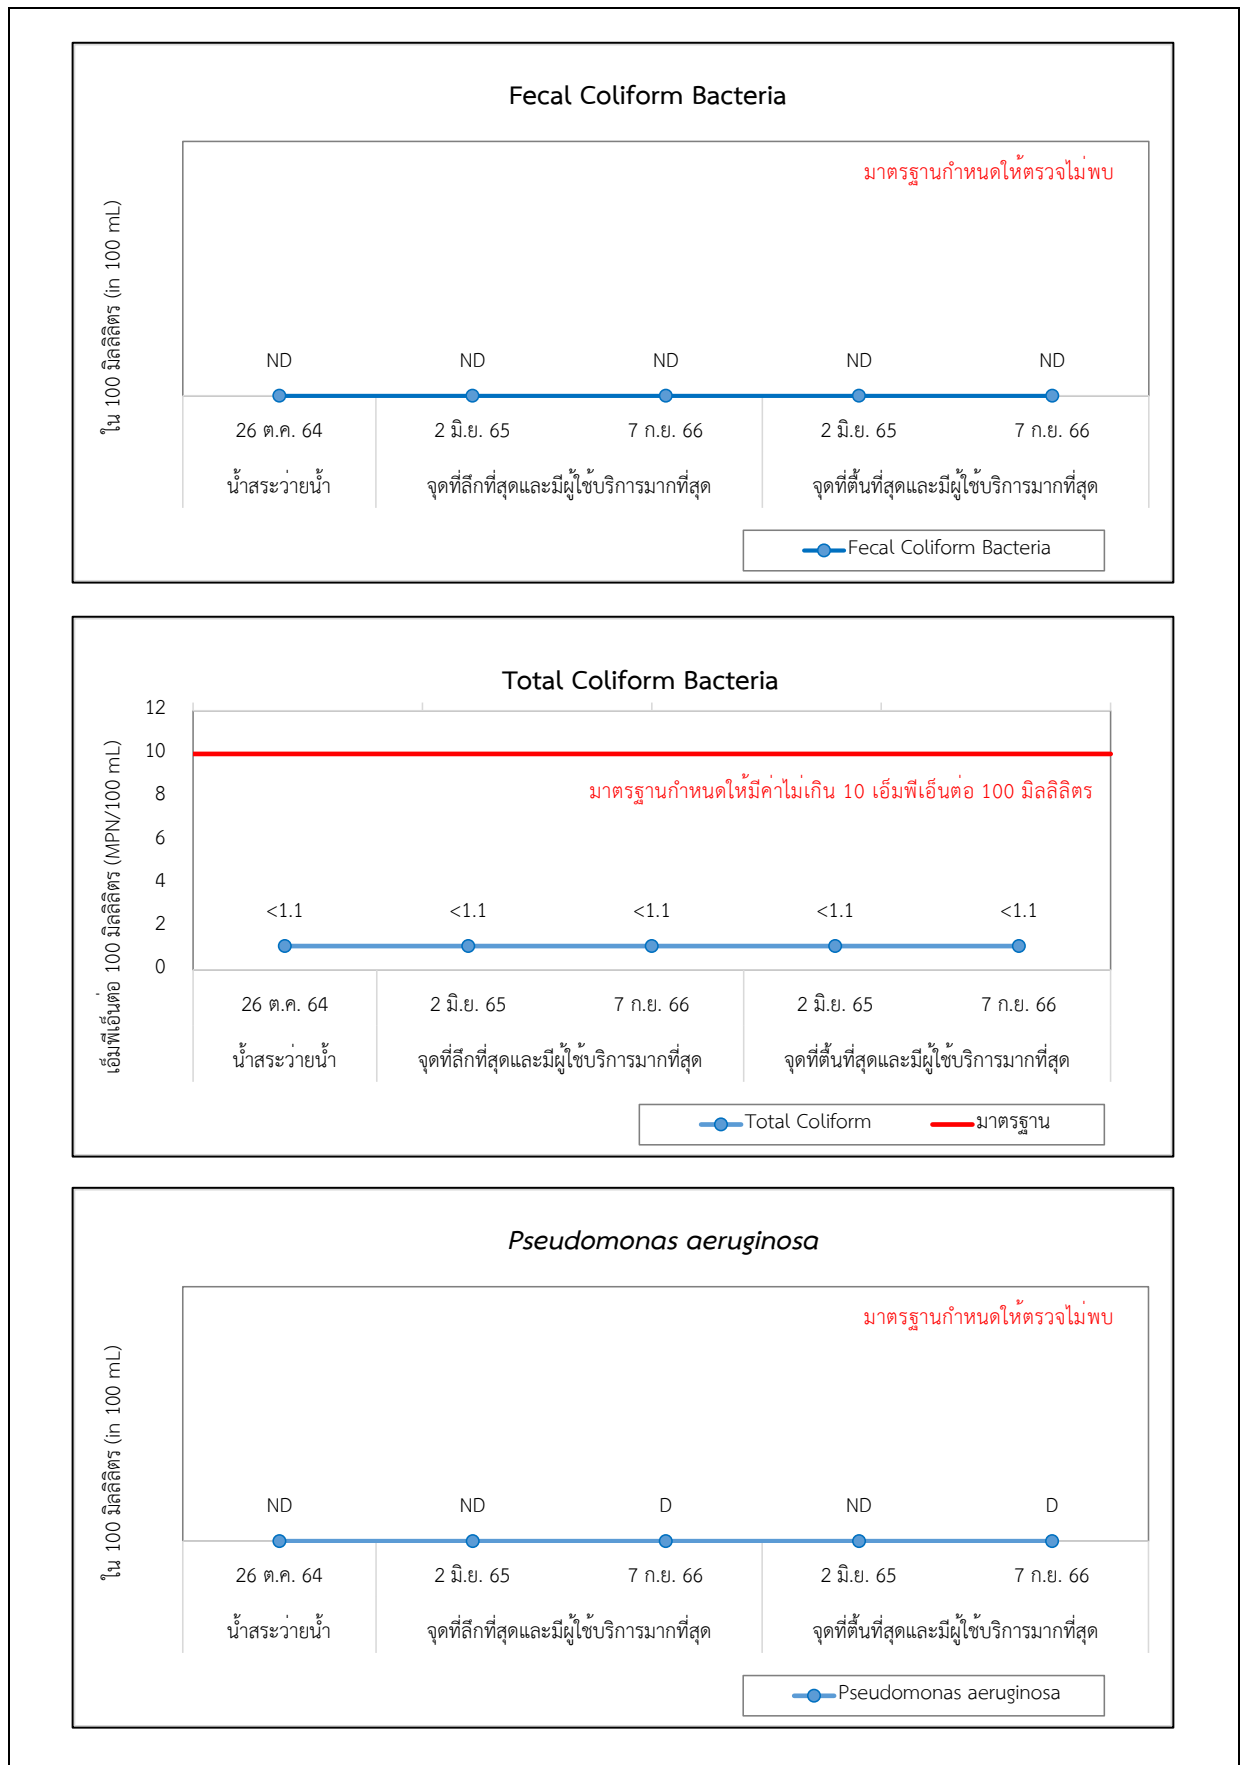 Fecal Coliform Bacteria
มาตรฐานกำหนดให้ตรวจไม่พบ
ใน 100 มิลลิลิตร (in 100 mL)
ND ND ND ND ND
26 ต.ค. 64 2 มิ.ย. 65 7 ก.ย. 66 2 มิ.ย. 65 7 ก.ย. 66
น้ำสระว่ายน้ำ จุดที่ลึกที่สุดและมีผู้ใช้บริการมากที่สุด จุดที่ตื้นที่สุดและมีผู้ใช้บริการมากที่สุด
Fecal Coliform Bacteria
Total Coliform Bacteria
เอ็มพีเอ็นต่อ 100 มิลลิลิตร (MPN/100 mL)
12
10
8
6
4
2
0
มาตรฐานกำหนดให้มีค่าไม่เกิน 10 เอ็มพีเอ็นต่อ 100 มิลลิลิตร
<1.1 <1.1 <1.1 <1.1 <1.1
26 ต.ค. 64 2 มิ.ย. 65 7 ก.ย. 66 2 มิ.ย. 65 7 ก.ย. 66
น้ำสระว่ายน้ำ จุดที่ลึกที่สุดและมีผู้ใช้บริการมากที่สุด จุดที่ตื้นที่สุดและมีผู้ใช้บริการมากที่สุด
Total Coliform มาตรฐาน
Pseudomonas aeruginosa
มาตรฐานกำหนดให้ตรวจไม่พบ
ใน 100 มิลลิลิตร (in 100 mL)
ND ND D ND D
26 ต.ค. 64 2 มิ.ย. 65 7 ก.ย. 66 2 มิ.ย. 65 7 ก.ย. 66
น้ำสระว่ายน้ำ จุดที่ลึกที่สุดและมีผู้ใช้บริการมากที่สุด จุดที่ตื้นที่สุดและมีผู้ใช้บริการมากที่สุด
Pseudomonas aeruginosa